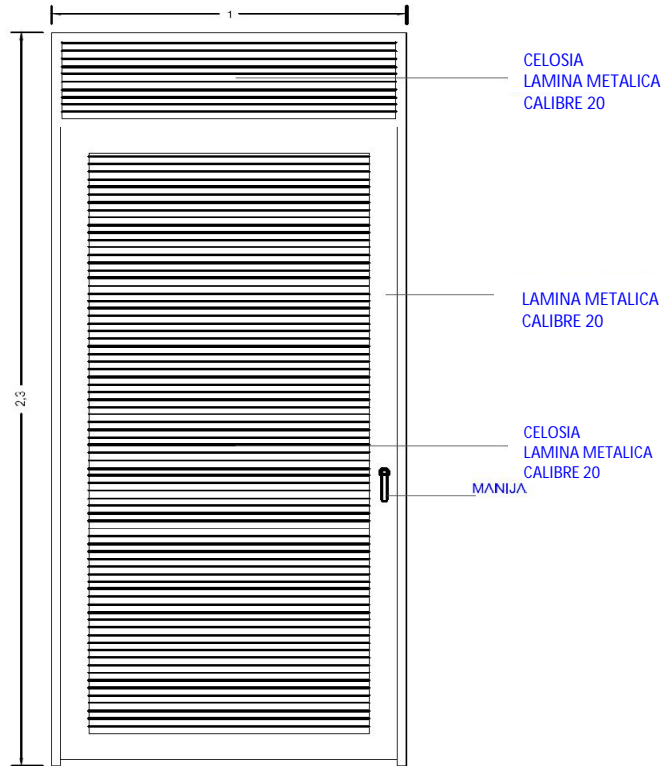 1
CELOSIA
LAMINA METALICA
CALIBRE 20
LAMINA METALICA
CALIBRE 20
2,3
CELOSIA
LAMINA METALICA
CALIBRE 20
MANIJA